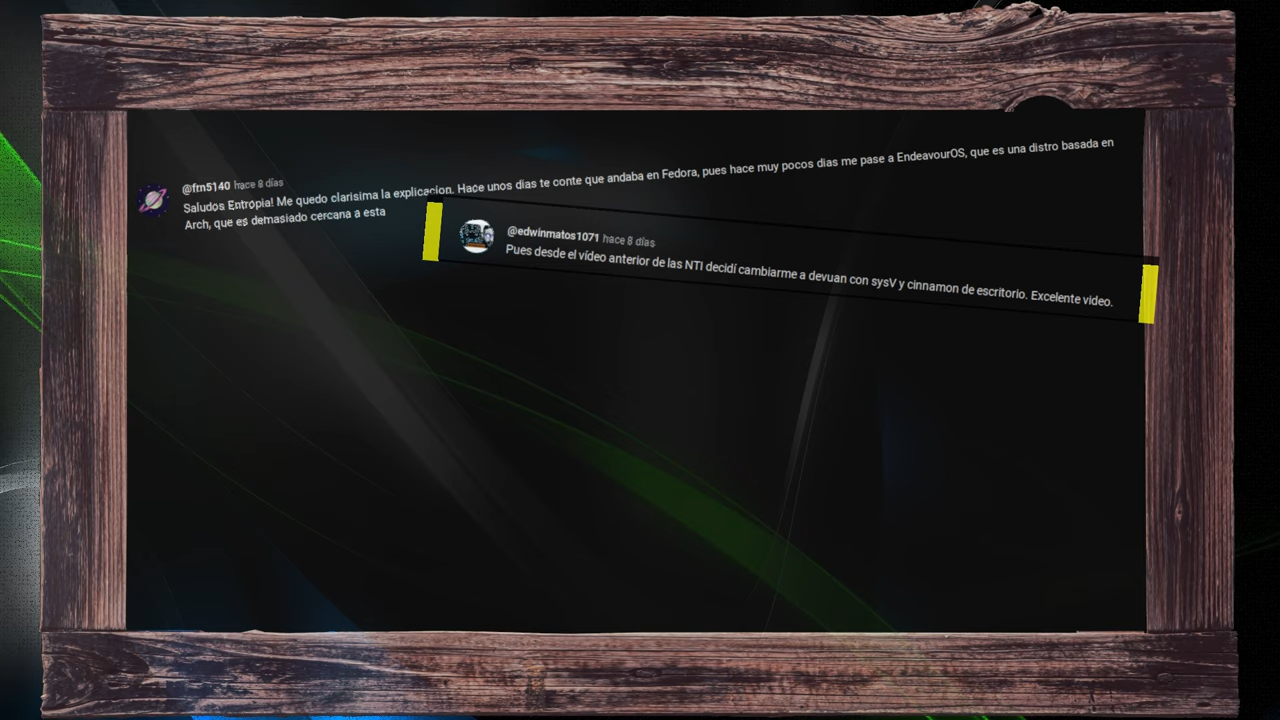 @frn5140 hace 8 días
Saludos Entropia! Me quedo clarisima la explicacion. Hace unos dias te conte que andaba en Fedora, pues hace muy pocos dias me pase a EndeavourOS, que es una distro basada en
Arch, que es demasiado cercana a esta
@edwinmatos1071 hace 8 días
Pues desde el vídeo anterior de las NTI decidí cambiarme a devuan con sysV y cinnamon de escritorio. Excelente video.